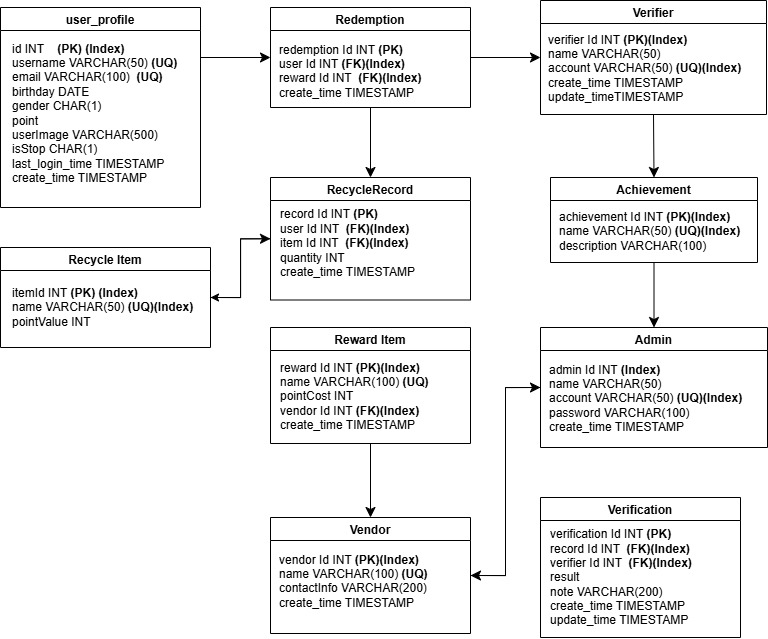 user_profile
id INT (PK) (Index)
username VARCHAR(50) (UQ)
email VARCHAR(100) (UQ)
birthday DATE
gender CHAR(1)
point
userImage VARCHAR(500)
isStop CHAR(1)
last_login_time TIMESTAMP
create_time TIMESTAMP
Redemption
redemption Id INT (PK)
user Id INT (FK)(Index)
reward Id INT (FK)(Index)
create_time TIMESTAMP
Verifier
verifier Id INT (PK)(Index)
name VARCHAR(50)
account VARCHAR(50) (UQ)(Index)
create_time TIMESTAMP
update_timeTIMESTAMP
RecycleRecord
record Id INT (PK)
user Id INT (FK)(Index)
item Id INT (FK)(Index)
quantity INT
create_time TIMESTAMP
Achievement
achievement Id INT (PK)(Index)
name VARCHAR(50) (UQ)(Index)
description VARCHAR(100)
Recycle Item
itemId INT (PK) (Index)
name VARCHAR(50) (UQ)(Index)
pointValue INT
Reward Item
reward Id INT (PK)(Index)
name VARCHAR(100) (UQ)
pointCost INT
vendor Id INT (FK)(Index)
create_time TIMESTAMP
Admin
admin Id INT (Index)
name VARCHAR(50)
account VARCHAR(50) (UQ)(Index)
password VARCHAR(100)
create_time TIMESTAMP
Vendor
vendor Id INT (PK)(Index)
name VARCHAR(100) (UQ)
contactInfo VARCHAR(200)
create_time TIMESTAMP
Verification
verification Id INT (PK)
record Id INT (FK)(Index)
verifier Id INT (FK)(Index)
result
note VARCHAR(200)
create_time TIMESTAMP
update_time TIMESTAMP